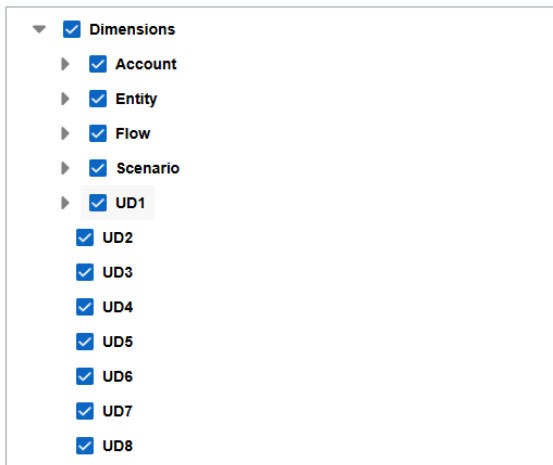 Dimensions
Account
Entity
Flow
Scenario
UD1
UD2
UD3
UD4
UD5
UD6
UD7
UD8